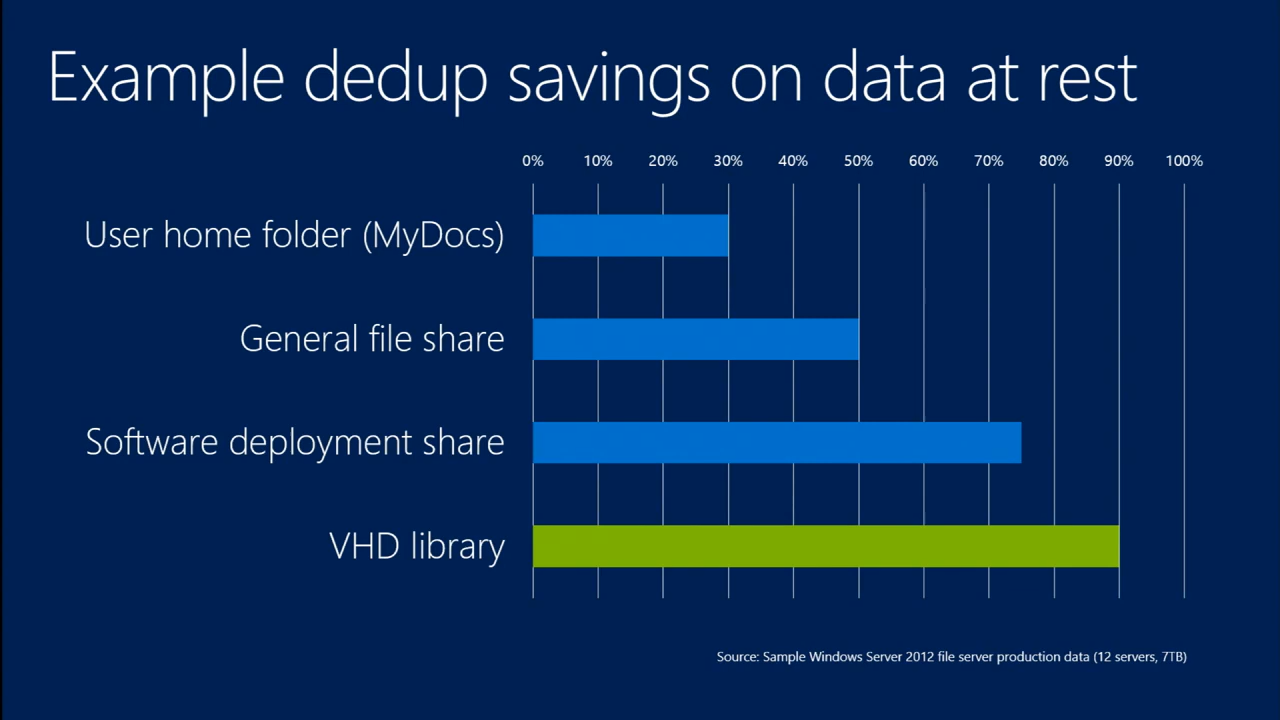 Example dedup savings on data at rest
0% 10% 20% 30% 40% 50% 60% 70% 80% 90% 100%
User home folder (MyDocs)
General file share
Software deployment share
VHD library
Source: Sample Windows Server 2012 file server production data (12 servers, 7TB)